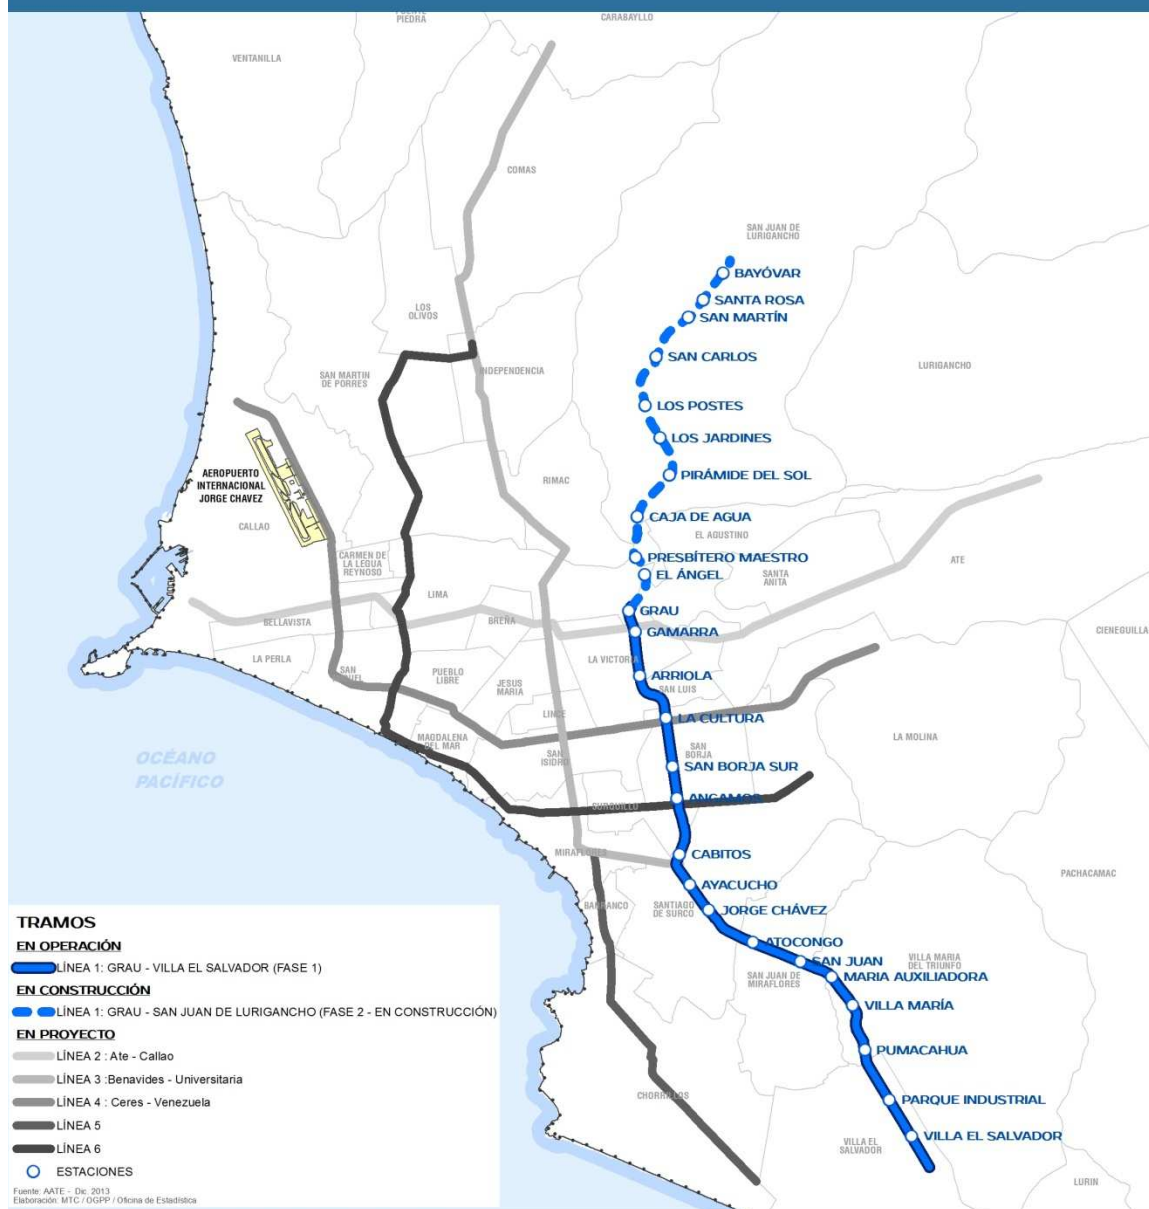 PIEDRA
CARABAYLLO
VENTANILLA
COMAS
SAN JUAN DE
LURIGANCHO
BAYÓVAR
SANTA ROSA
SAN MARTÍN
LOS
OLIVOS
SAN CARLOS
LURIGANCHO
INDEPENDENCIA
SAN MARTIN
DE PORRES
LOS POSTES
LOS JARDINES
AEROPUERTO
INTERNACIONAL
JORGE CHAVEZ
PIRÁMIDE DEL SOL
RIMAC
CAJA DE AGUA
CALLAO
EL AGUSTINO
CARMEN DE
LA LEGUA
REYNOSO
PRESBÍTERO MAESTRO
ATE
EL ÁNGEL
SANTA
ANITA
LIMA
GRAU
BELLAVISTA
BREÑA
GAMARRA
CIENEGUILLA
LA PERLA
LA VICTORIA
SAN
PUEBLO
LIBRE
JESUS
MARIA
ARRIOLA
SAN LUIS
LINCE
LA CULTURA
MAGDALENA
DEL MAR
LA MOLINA
SAN
ISIDRO
SAN
BORJA
OCÉANO
PACÍFICO
SAN BORJA SUR
ANGAMOS
SURQUILLO
MIRAFLORES
CABITOS
PACHACAMAC
AYACUCHO
BARRANCO
SANTIAGO
DE SURCO
JORGE CHÁVEZ
ATOCONGO
SAN JUAN
VILLA MARIA
DEL TRIUNFO
SAN JUAN DE
MIRAFLORES
MARIA AUXILIADORA
VILLA MARÍA
PUMACAHUA
CHORRILLOS
PARQUE INDUSTRIAL
VILLA EL SALVADOR
VILLA EL
SALVADOR
LURIN
TRAMOS
EN OPERACIÓN
LÍNEA 1: GRAU - VILLA EL SALVADOR (FASE 1)
EN CONSTRUCCIÓN
LÍNEA 1: GRAU - SAN JUAN DE LURIGANCHO (FASE 2 - EN CONSTRUCCIÓN)
EN PROYECTO
LÍNEA 2 : Ate - Callao
LÍNEA 3 :Benavides - Universitaria
LÍNEA 4 : Ceres - Venezuela
LÍNEA 5
LÍNEA 6
ESTACIONES
Fuente: AATE - Dic. 2013
Elaboración: MTC / OGPP / Oficina de Estadística